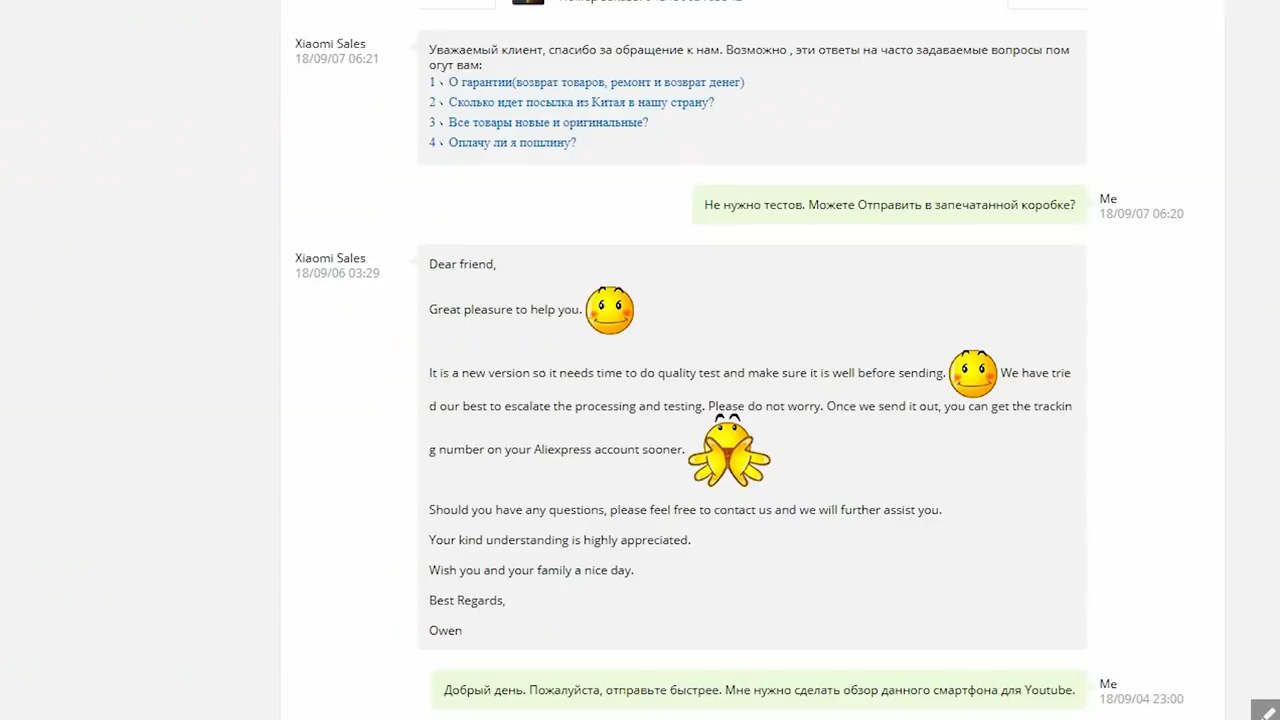 Xiaomi Sales
18/09/07 06:21
Уважаемый клиент, спасибо за обращение к нам. Возможно , эти ответы на часто задаваемые вопросы пом
огут вам:
1、О гарантии(возврат товаров, ремонт и возврат денег)
2、Сколько идет посылка из Китая в нашу страну?
3、Все товары новые и оригинальные?
4、Оплачу ли я пошлину?
Не нужно тестов. Можете Отправить в запечатанной коробке?
Me
18/09/07 06:20
Xiaomi Sales
18/09/06 03:29
Dear friend,
Great pleasure to help you.
It is a new version so it needs time to do quality test and make sure it is well before sending. We have trie
d our best to escalate the processing and testing. Please do not worry. Once we send it out, you can get the trackin
g number on your Aliexpress account sooner.
Should you have any questions, please feel free to contact us and we will further assist you.
Your kind understanding is highly appreciated.
Wish you and your family a nice day.
Best Regards,
Owen
Добрый день. Пожалуйста, отправьте быстрее. Мне нужно сделать обзор данного смартфона для Youtube.
Me
18/09/04 23:00